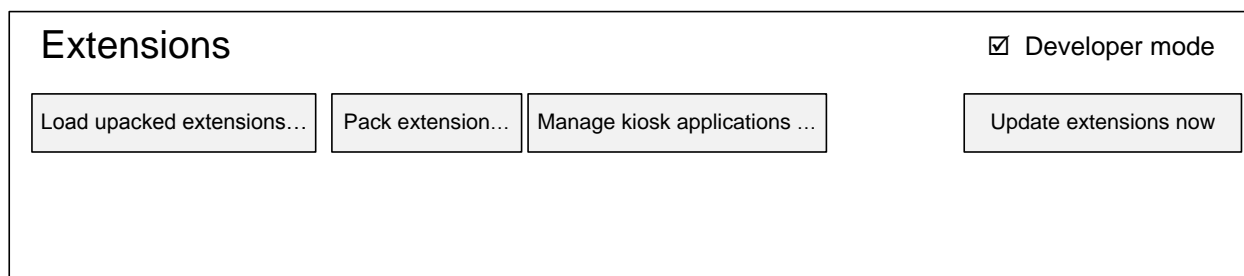 Extensions
Developer mode
Load upacked extensions…
Pack extension…
Manage kiosk applications …
Update extensions now